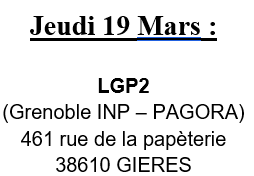 Jeudi 19 Mars :
LGP2
(Grenoble INP – PAGORA)
461 rue de la papèterie
38610 GIERES